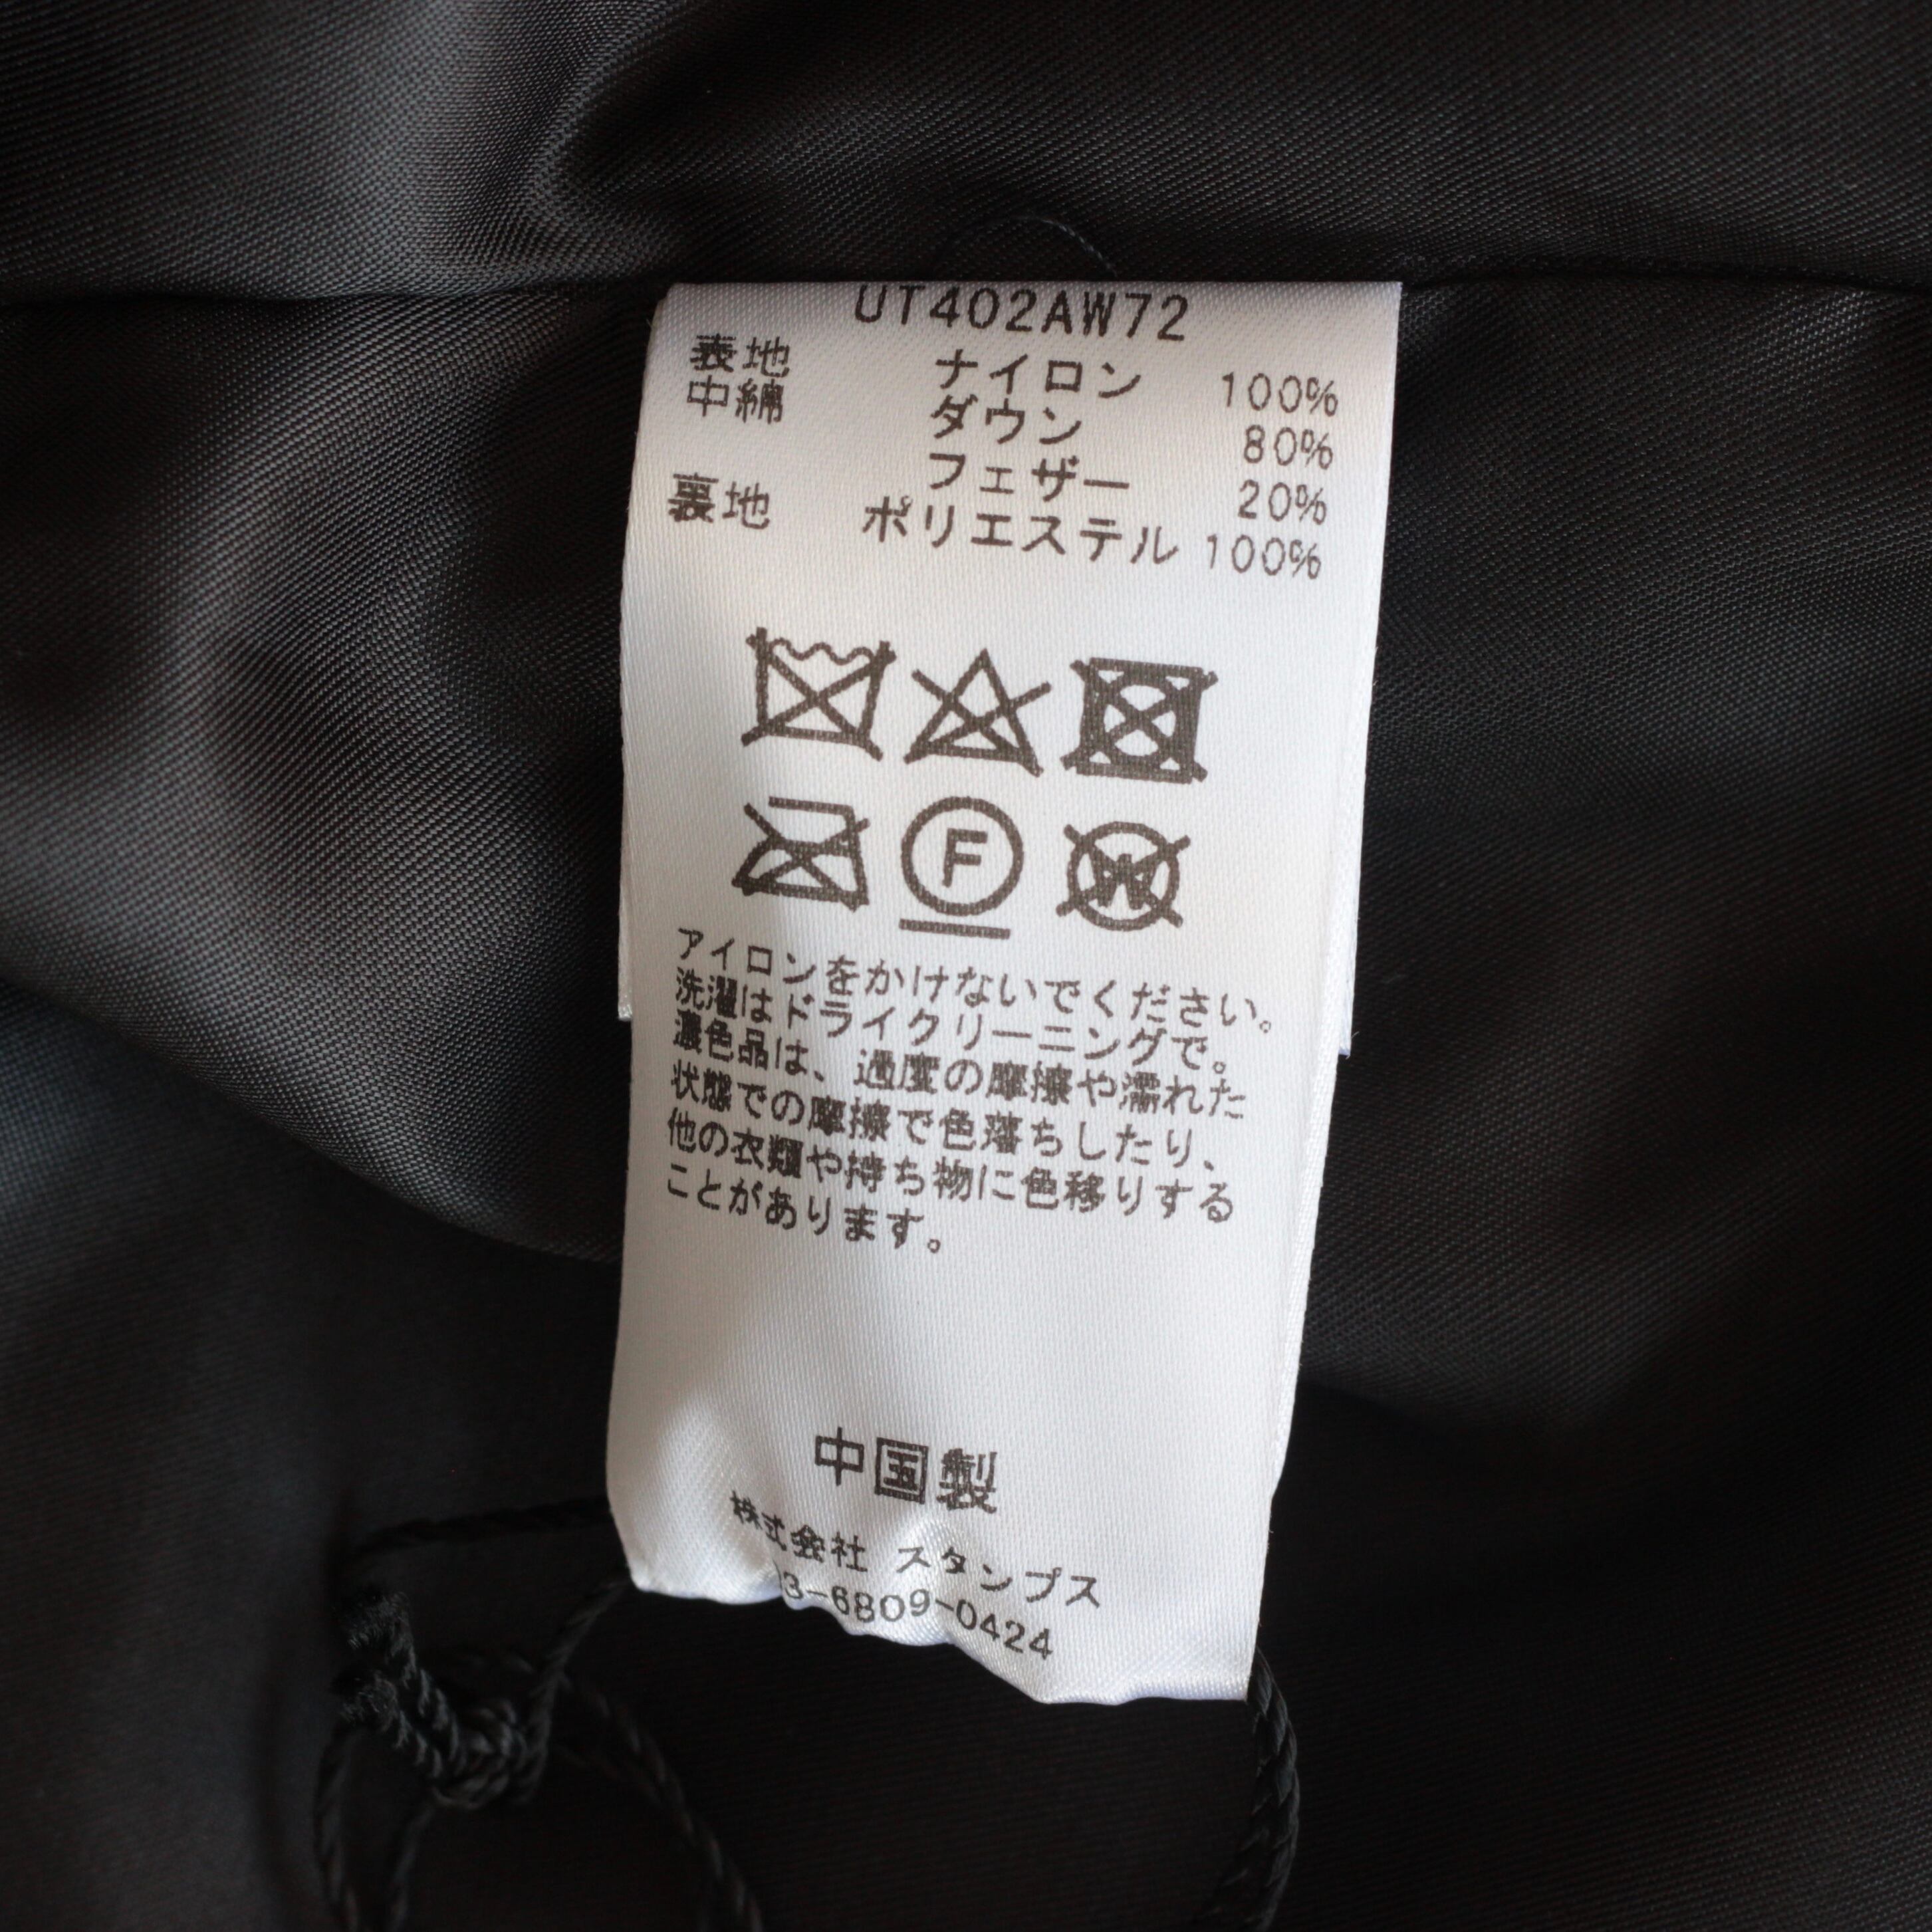 UT402AW72
表地 ナイロン 100%
中綿 ダウン 80%
フェザー 20%
裏地 ポリエステル 100%
F
W
アイロンをかけないでください。
洗濯はドライクリーニングで。
濃色品は、過度の摩擦や濡れた
状態での摩擦で色落ちしたり、
他の衣類や持ち物に色移りする
ことがあります。
中国製
株式会社 スタンプス
3-6809-0424